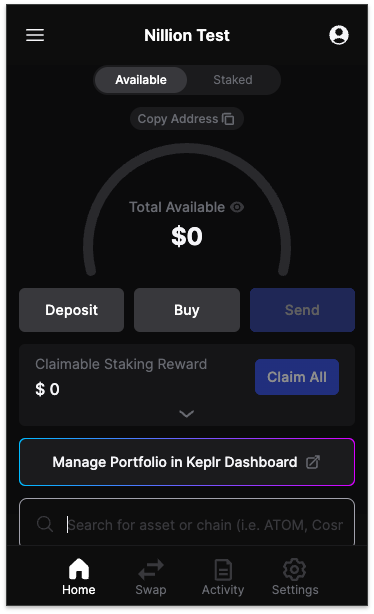 Nillion Test
Available Staked
Copy Address
Total Available
$0
Deposit Buy Send
Claimable Staking Reward
$ 0
Claim All
Manage Portfolio in Keplr Dashboard
Search for asset or chain (i.e. ATOM, Cosr
Home Swap Activity Settings